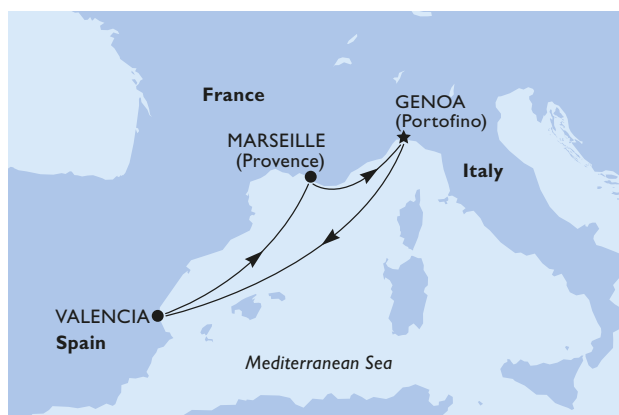 France
GENOA
(Portofino)
MARSEILLE
(Provence)
Italy
VALENCIA
Spain
Mediterranean Sea